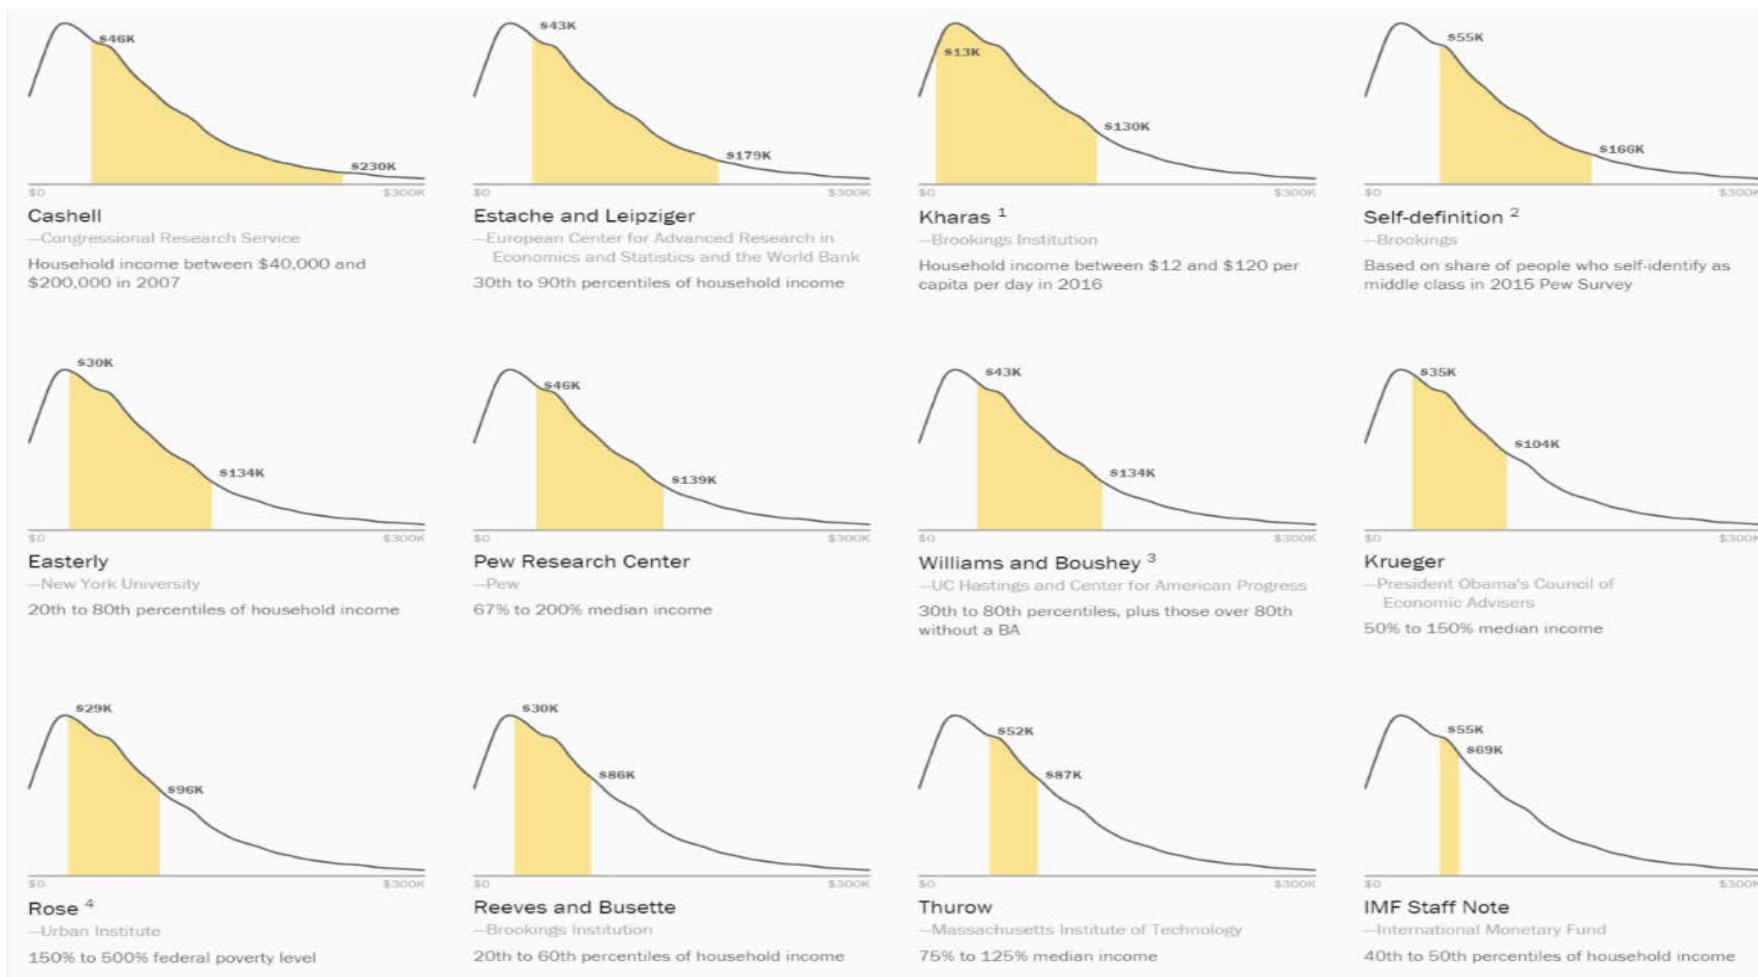 $46K
$230K
$0 $300K
Cashell
—Congressional Research Service
Household income between $40,000 and
$200,000 in 2007
$43K
$179K
$0 $300K
Estache and Leipziger
—European Center for Advanced Research in
Economics and Statistics and the World Bank
30th to 90th percentiles of household income
$13K
$130K
$0 $300K
Kharas 1
—Brookings Institution
Household income between $12 and $120 per
capita per day in 2016
$55K
$166K
$0 $300K
Self-definition 2
—Brookings
Based on share of people who self-identify as
middle class in 2015 Pew Survey
$30K
$134K
$0 $300K
Easterly
—New York University
20th to 80th percentiles of household income
$46K
$139K
$0 $300K
Pew Research Center
—Pew
67% to 200% median income
$43K
$134K
$0 $300K
Williams and Boushey 3
—UC Hastings and Center for American Progress
30th to 80th percentiles, plus those over 80th
without a BA
$35K
$104K
$0 $300K
Krueger
—President Obama's Council of
Economic Advisers
50% to 150% median income
$29K
$96K
$0 $300K
Rose 4
—Urban Institute
150% to 500% federal poverty level
$30K
$86K
$0 $300K
Reeves and Busette
—Brookings Institution
20th to 60th percentiles of household income
$52K
$87K
$0 $300K
Thurow
—Massachusetts Institute of Technology
75% to 125% median income
$55K
$69K
$0 $300K
IMF Staff Note
—International Monetary Fund
40th to 50th percentiles of household income